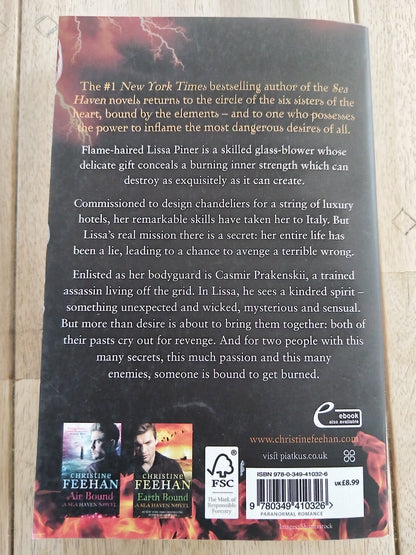 The #1 New York Times bestselling author of the Sea
Haven novels returns to the circle of the six sisters of the
heart, bound by the elements – and to one who possesses
the power to inflame the most dangerous desires of all.
Flame-haired Lissa Piner is a skilled glass-blower whose
delicate gift conceals a burning inner strength which can
destroy as exquisitely as it can create.
Commissioned to design chandeliers for a string of luxury
hotels, her remarkable skills have taken her to Italy. But
Lissa's real mission there is a secret: her entire life has
been a lie, leading to a chance to avenge a terrible wrong.
Enlisted as her bodyguard is Casmir Prakenskii, a trained
assassin living off the grid. In Lissa, he sees a kindred spirit –
something unexpected and wicked, mysterious and sensual.
But more than desire is about to bring them together: both of
their pasts cry out for revenge. And for two people with this
many secrets, this much passion and this many
enemies, someone is bound to get burned.
e
ebook
also available
www.christinefeehan.com
visit piatkus.co.uk
CHRISTINE
FEEHAN
Air Bound
A SEA HAVEN NOVEL
CHRISTINE
FEEHAN
Earth Bound
A SEA HAVEN NOVEL
FSC
The Mark of
Responsible
Forestry
ISBN 978-0-349-41032-6
9 780349 410326
UK £8.99
PARANORMAL ROMANCE